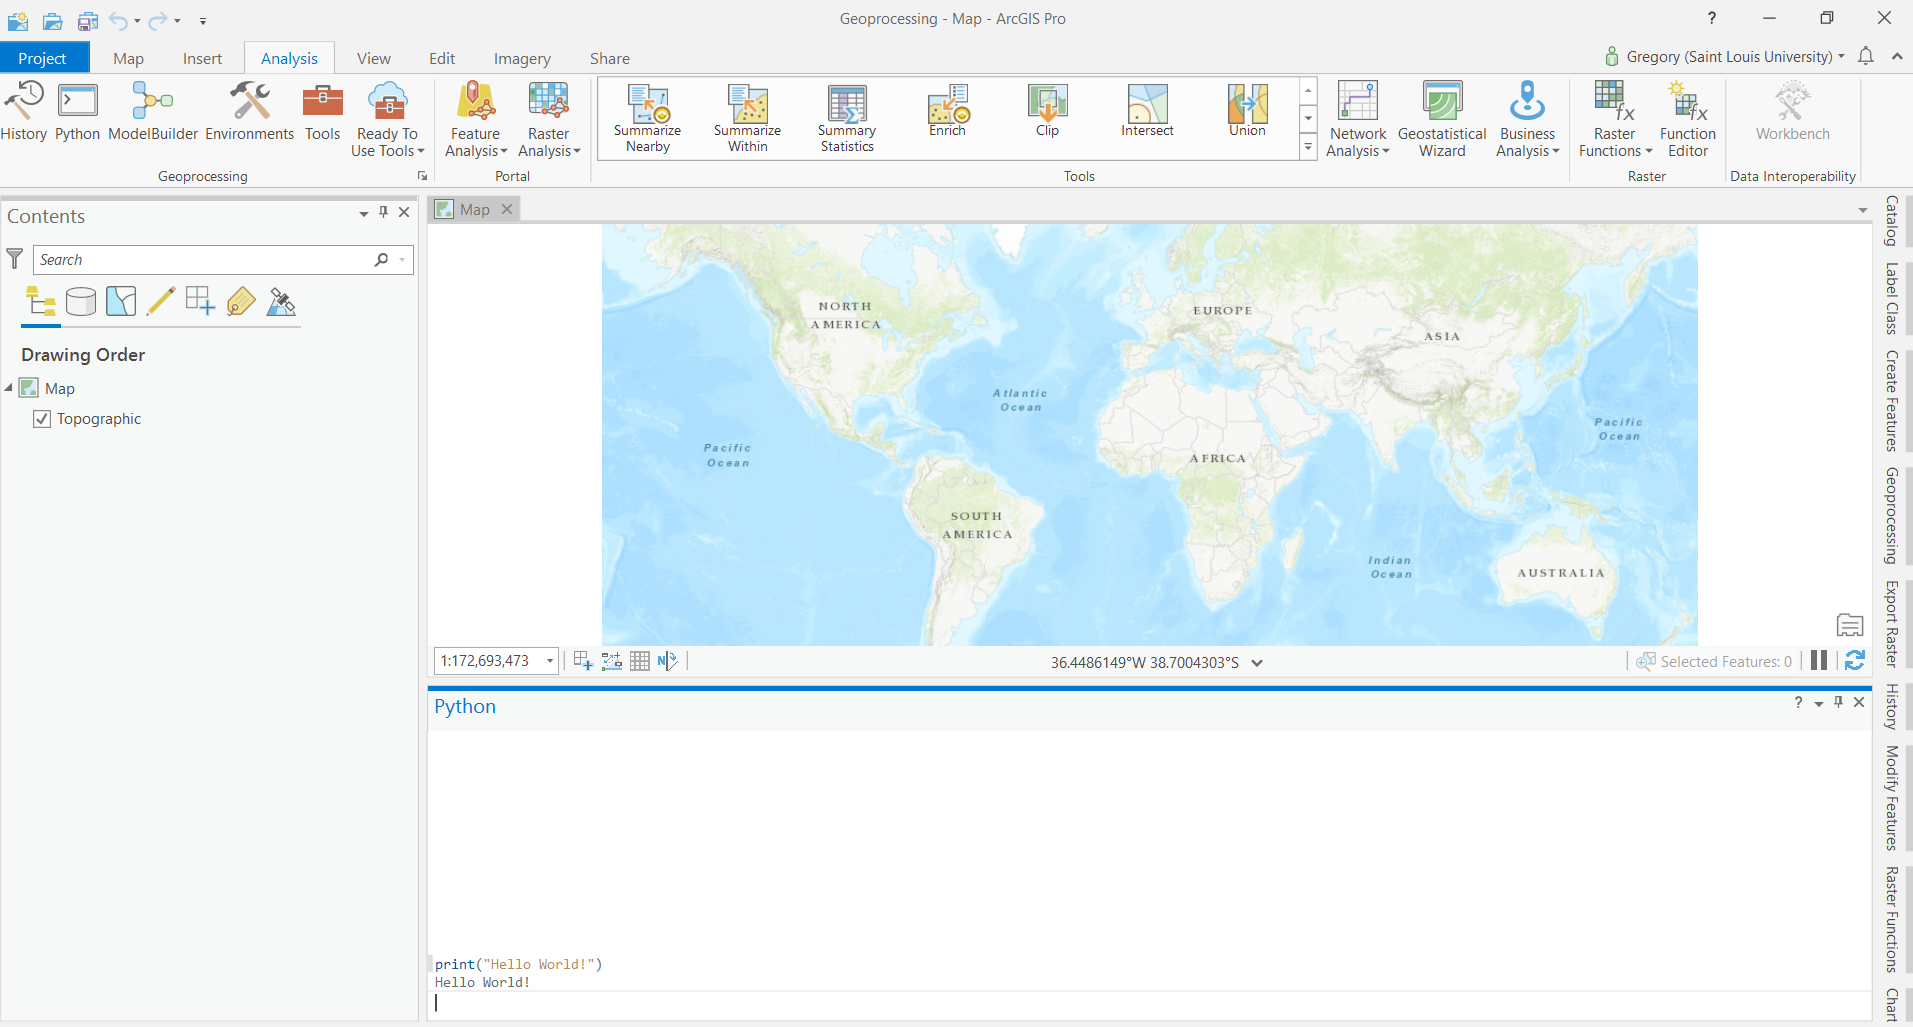 Geoprocessing - Map - ArcGIS Pro
?
Project
Map
Insert
Analysis
View
Edit
Imagery
Share
Gregory (Saint Louis University)
History
Python
ModelBuilder
Environments
Tools
Ready To
Use Tools
Geoprocessing
Feature
Analysis
Raster
Analysis
Portal
Summarize
Nearby
Summarize
Within
Summary
Statistics
Enrich
Clip
Intersect
Union
Tools
Network
Analysis
Geostatistical
Wizard
Business
Analysis
Raster
Functions
Function
Editor
Raster
Workbench
Data Interoperability
Contents
Search
Drawing Order
Map
Topographic
Map
NORTH
AMERICA
EUROPE
ASIA
Atlantic
Ocean
Pacific
Ocean
Pacific
Ocean
AFRICA
SOUTH
AMERICA
Indian
Ocean
AUSTRALIA
1:172,693,473
N
36.4486149°W 38.7004303°S
Selected Features: 0
Python
?
print("Hello World!")
Hello World!
Catalog
Label Class
Create Features
Geoprocessing
Export Raster
History
Modify Features
Raster Functions
Chart